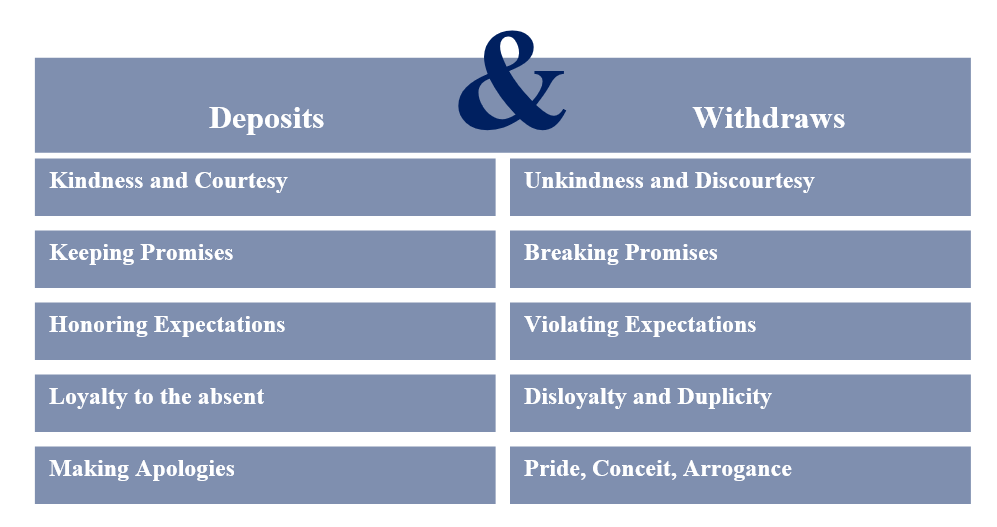 &
Deposits Withdraws
Kindness and Courtesy Unkindness and Discourtesy
Keeping Promises Breaking Promises
Honoring Expectations Violating Expectations
Loyalty to the absent Disloyalty and Duplicity
Making Apologies Pride, Conceit, Arrogance